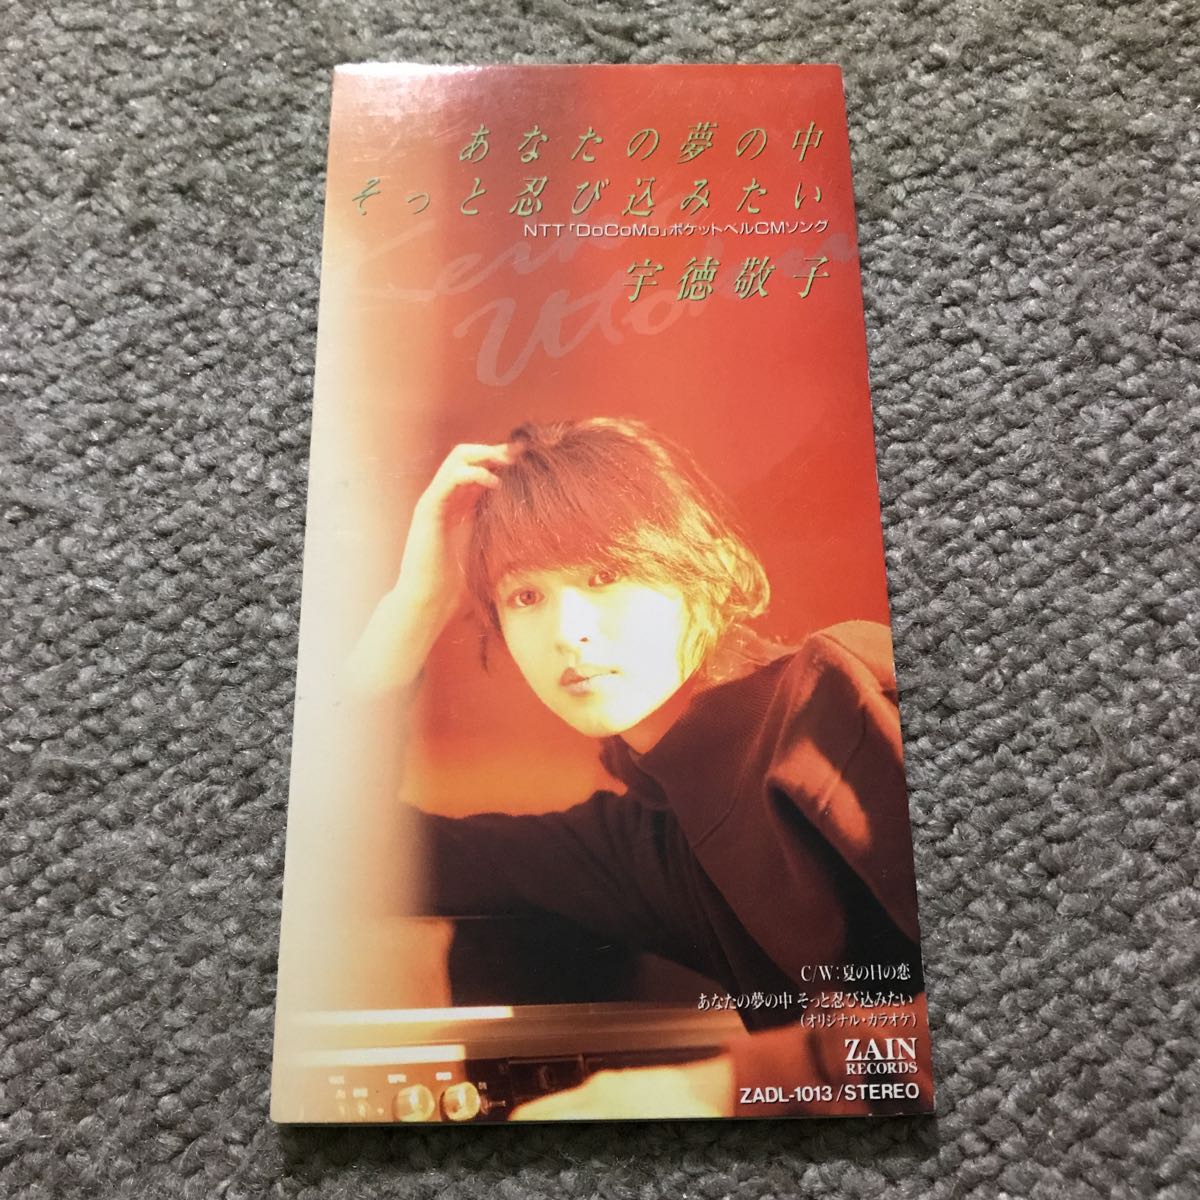 あなたの夢の中
そっと忍び込みたい
NTT「DoCoMo」ポケットベルCMソング
宇徳敬子
Keiko
Utoku
C/W:夏の日の恋
あなたの夢の中 そっと忍び込みたい
(オリジナル・カラオケ)
ZAIN
RECORDS
ZADL-1013/STEREO